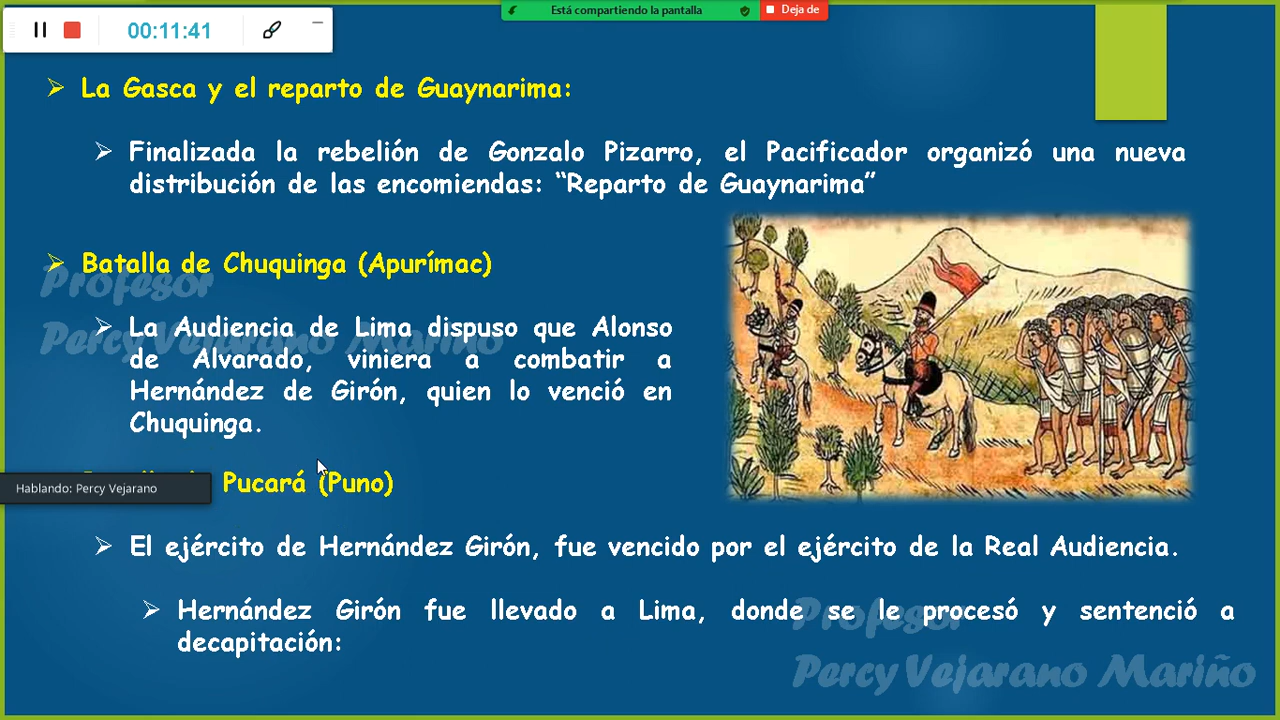 Está compartiendo la pantalla
Deja de
00:11:41
La Gasca y el reparto de Guaynarima:
Finalizada la rebelión de Gonzalo Pizarro, el Pacificador organizó una nueva
distribución de las encomiendas: “Reparto de Guaynarima”
Batalla de Chuquinga (Apurímac)
Profesor
Percy Vejarano Mariño
La Audiencia de Lima dispuso que Alonso
de Alvarado, viniera a combatir a
Hernández de Girón, quien lo venció en
Chuquinga.
Pucará (Puno)
Hablando: Percy Vejarano
El ejército de Hernández Girón, fue vencido por el ejército de la Real Audiencia.
Hernández Girón fue llevado a Lima, donde se le procesó y sentenció a
decapitación:
Profesor
Percy Vejarano Mariño